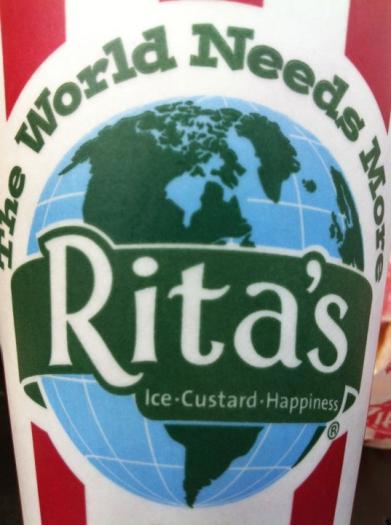 The World Needs More
Rita's
Ice·Custard·Happiness
®